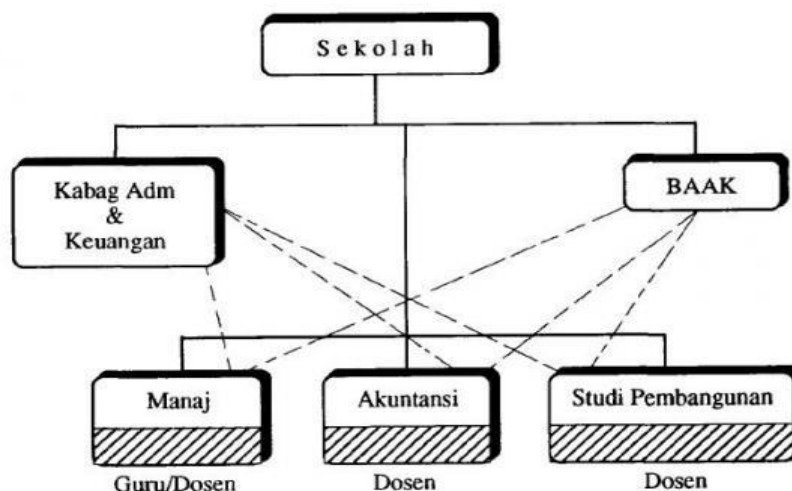 Sekolah
Kabag Adm
&
Keuangan
BAAK
Manaj
Akuntansi
Studi Pembangunan
Guru/Dosen
Dosen
Dosen